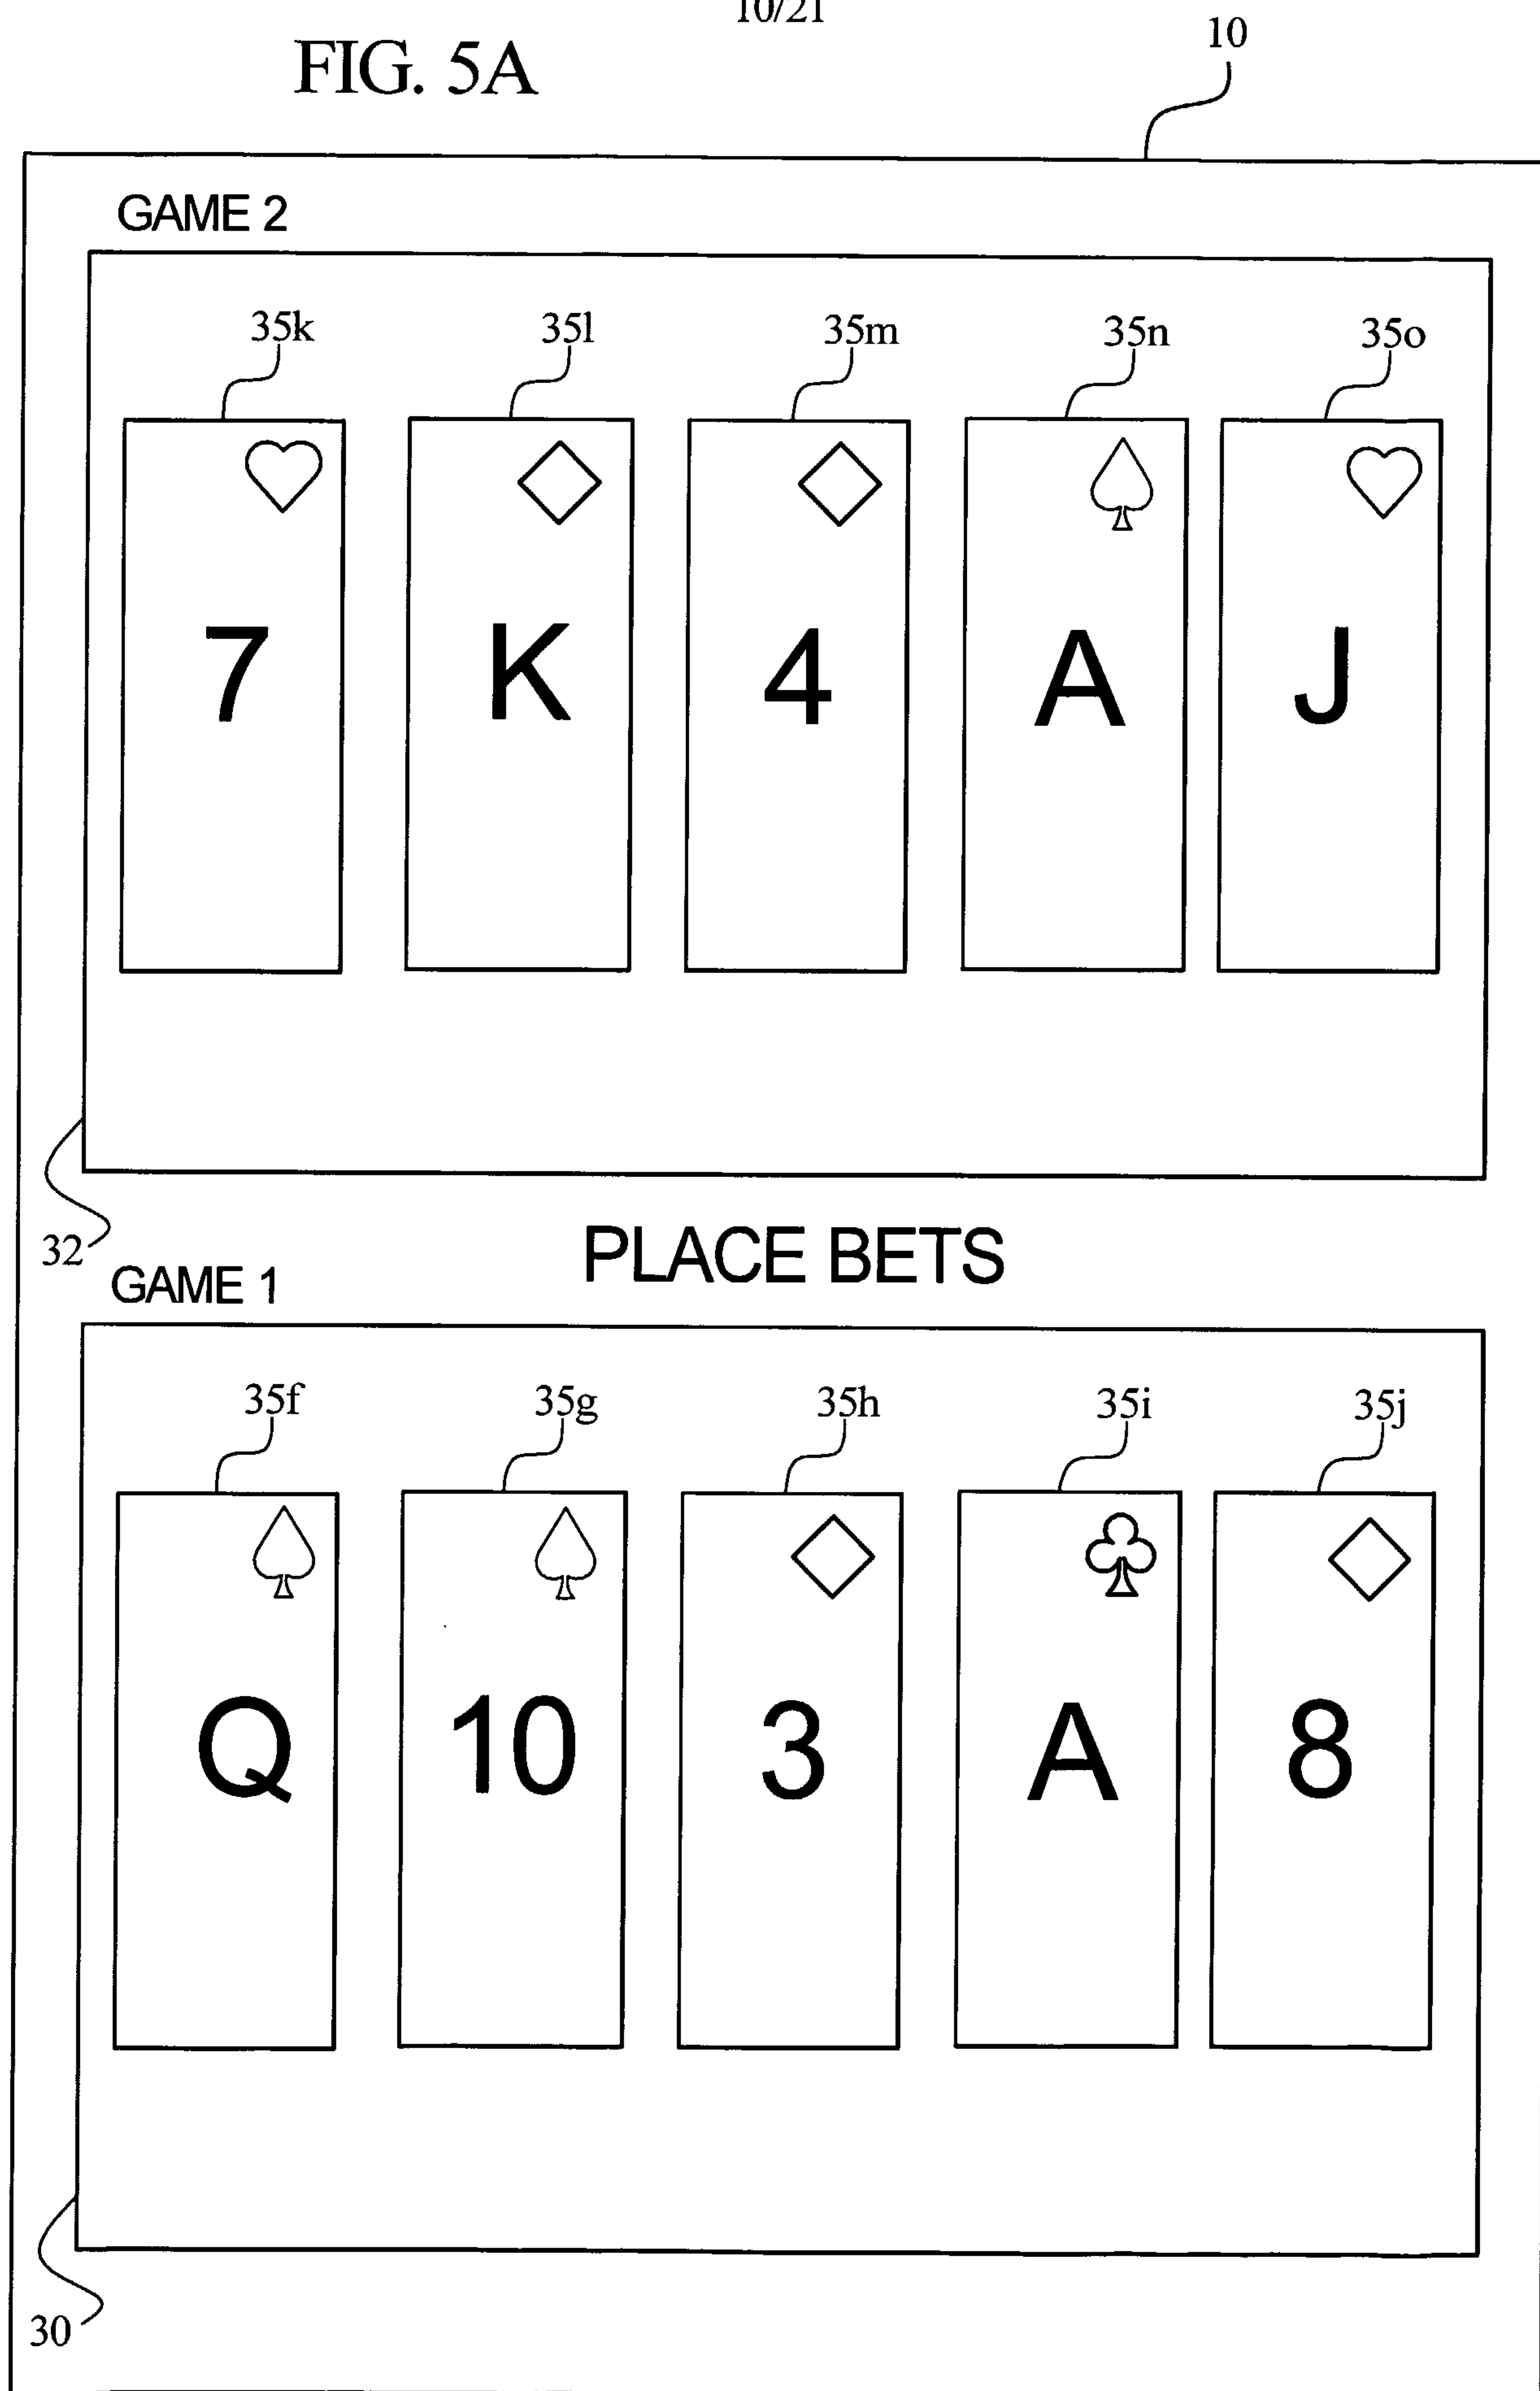 10/21
FIG. 5A
10
GAME 2
35k 35l 35m 35n 35o
7 K 4 A J
32
PLACE BETS
GAME 1
35f 35g 35h 35i 35j
Q 10 3 A 8
30